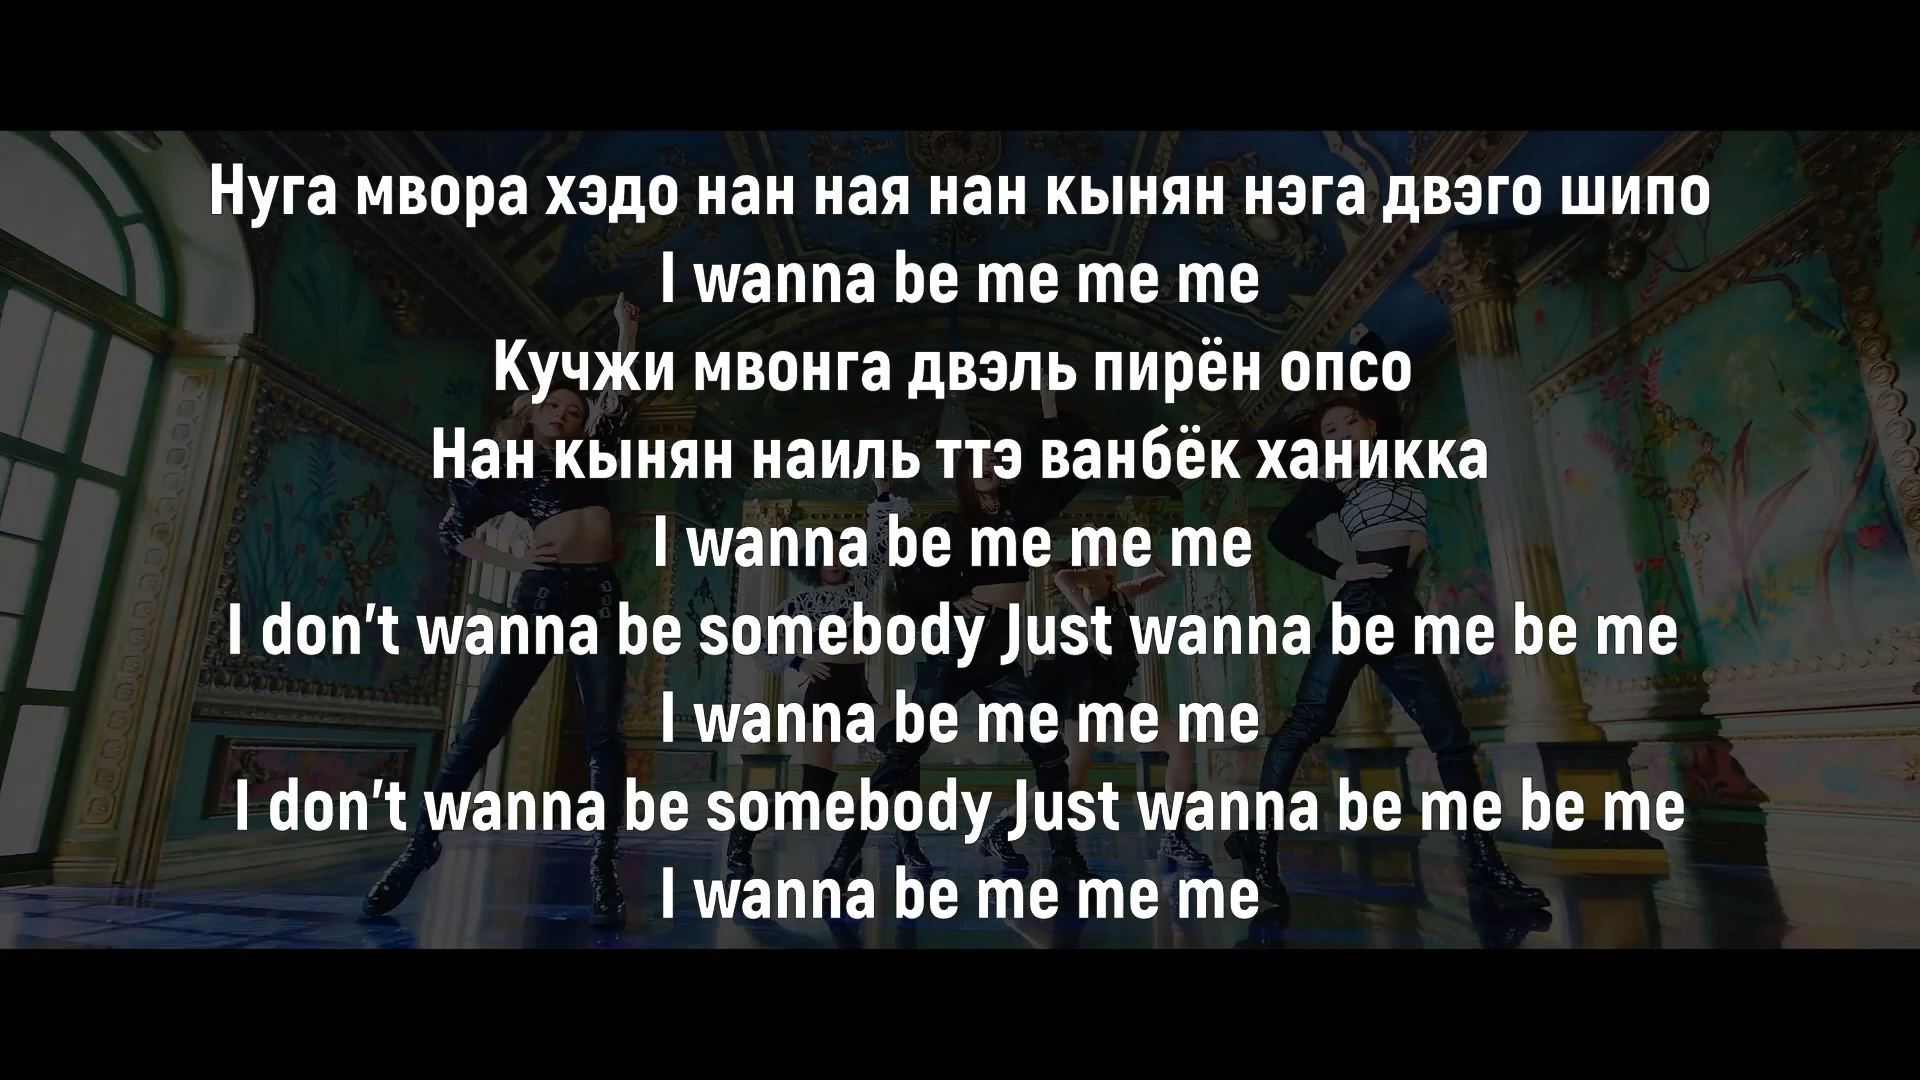 Нуга мвора хэдо нан ная нан кынян нэга двэго шипо
I wanna be me me me
Кучжи мвонга двэль пирён опсо
Нан кынян наиль ттэ ванбёк ханикка
I wanna be me me me
I don't wanna be somebody Just wanna be me be me
I wanna be me me me
I don't wanna be somebody Just wanna be me be me
I wanna be me me me